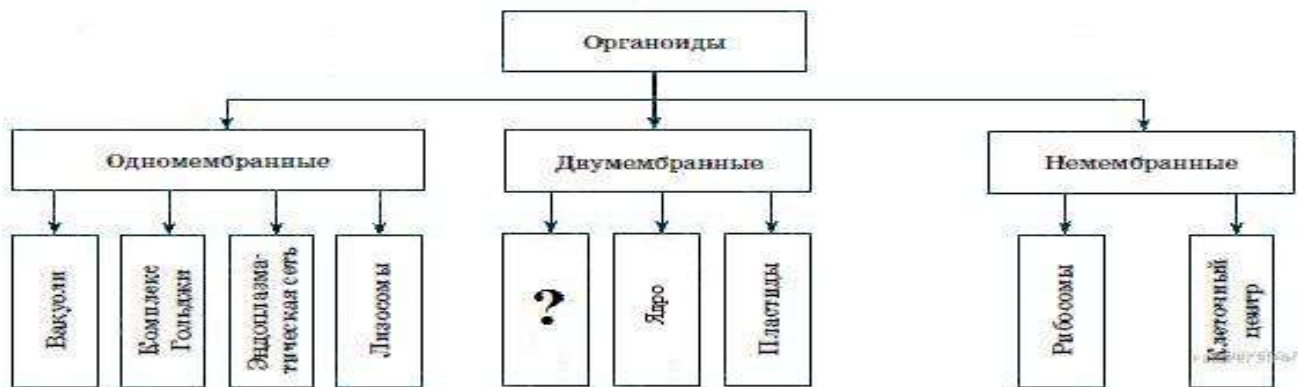 Органоиды
Одномембранные
Двумембранные
Немембранные
Вакуоли
Комплекс
Гольджи
Эндоплазма-
тическая сеть
Лизосомы
?
Ядро
Пластиды
Рибосомы
Клеточный
центр